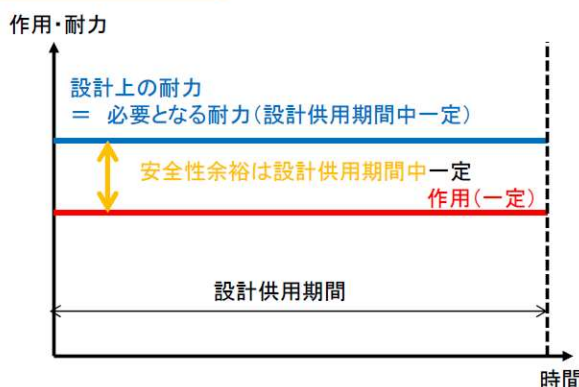 作用・耐力
設計上の耐力
＝ 必要となる耐力(設計供用期間中一定)
安全性余裕は設計供用期間中一定
作用(一定)
設計供用期間
時間